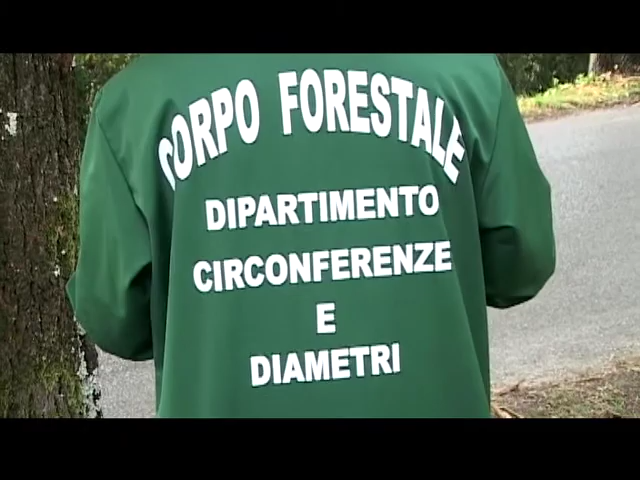 CORPO FORESTALE
DIPARTIMENTO
CIRCONFERENZE
E
DIAMETRI